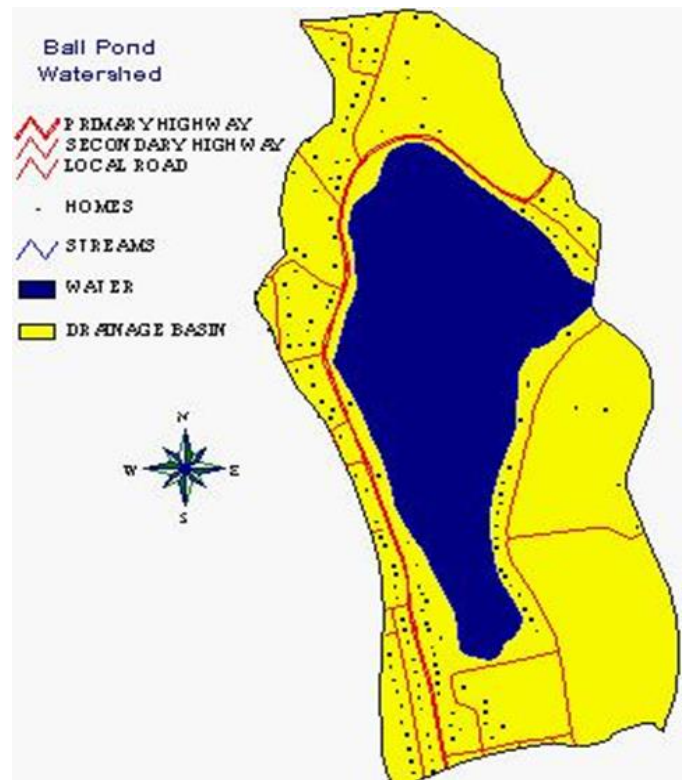 Ball Pond
Watershed
PRIMARY HIGHWAY
SECONDARY HIGHWAY
LOCAL ROAD
HOMES
STREAMS
WATER
DRAINAGE BASIN
N
W E
S